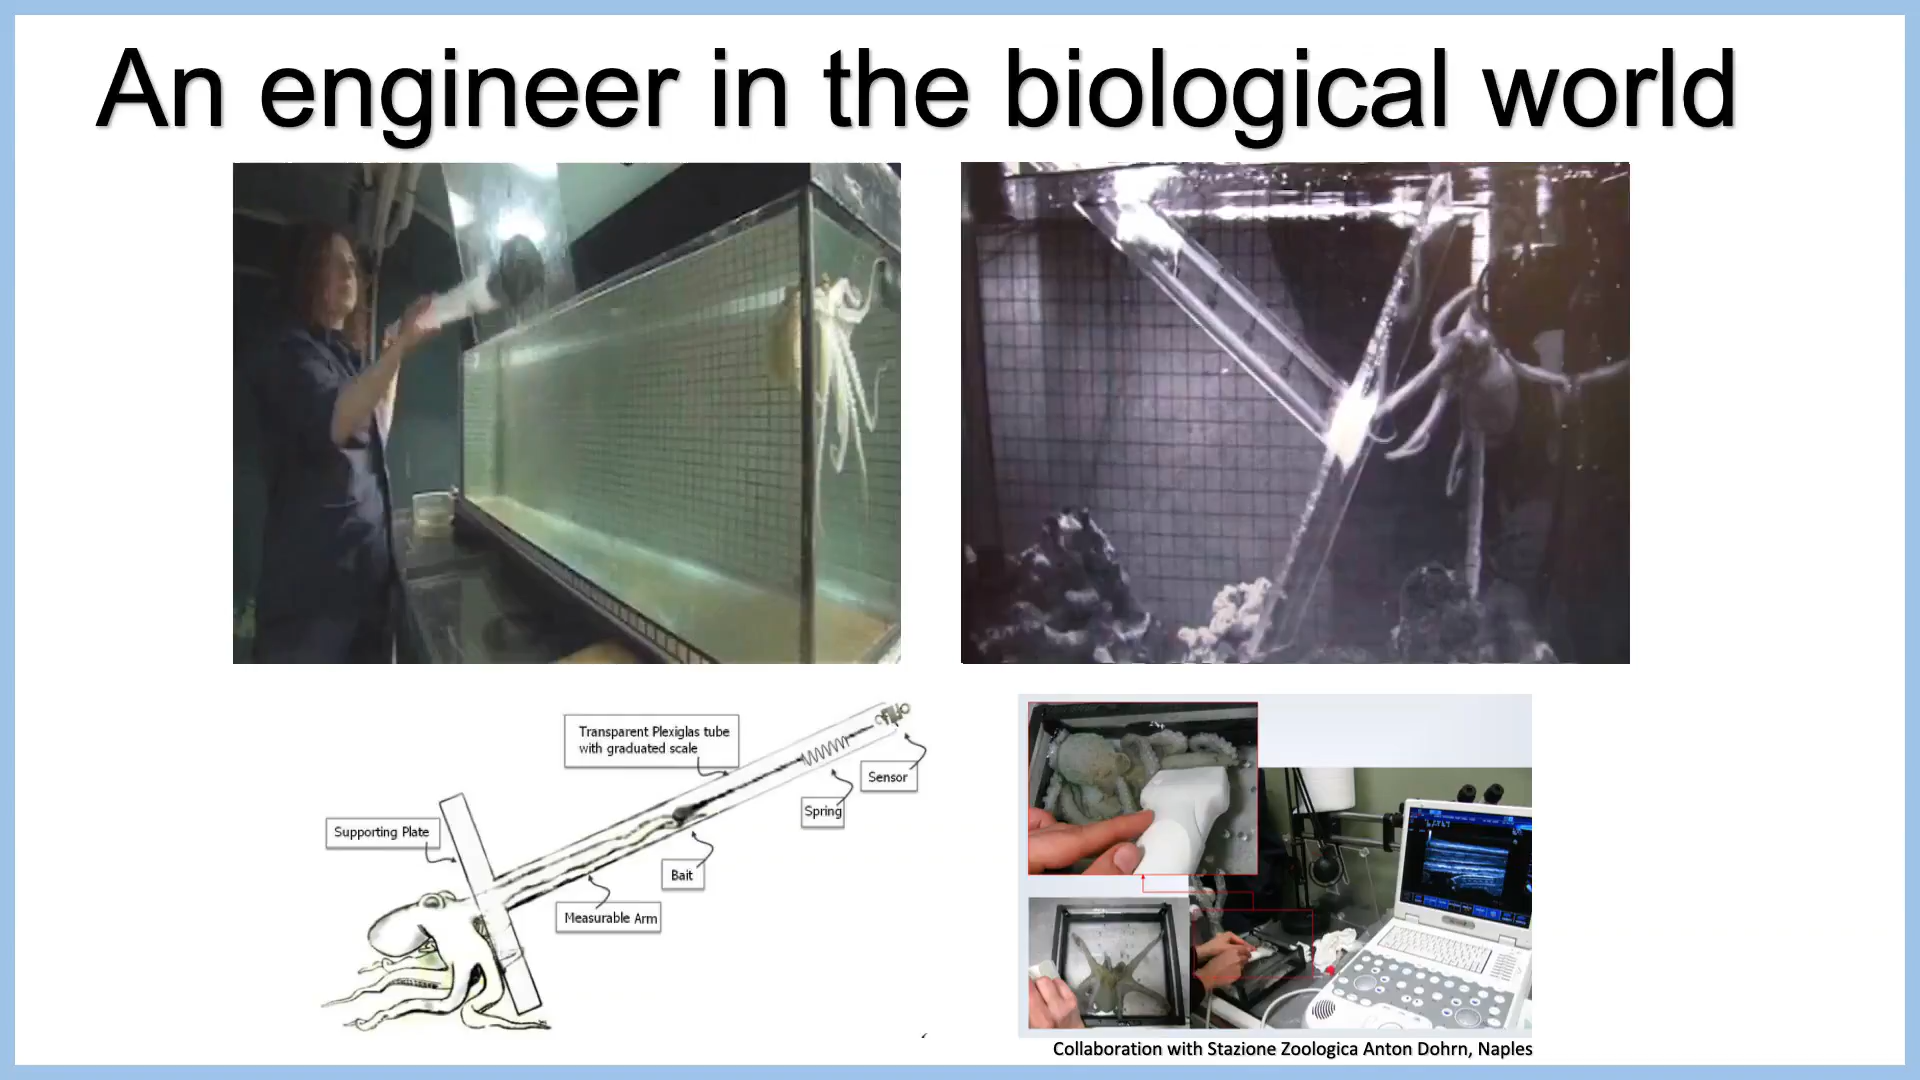 An engineer in the biological world
Transparent Plexiglas tube
with graduated scale
Sensor
Spring
Supporting Plate
Bait
Measurable Arm
Collaboration with Stazione Zoologica Anton Dohrn, Naples